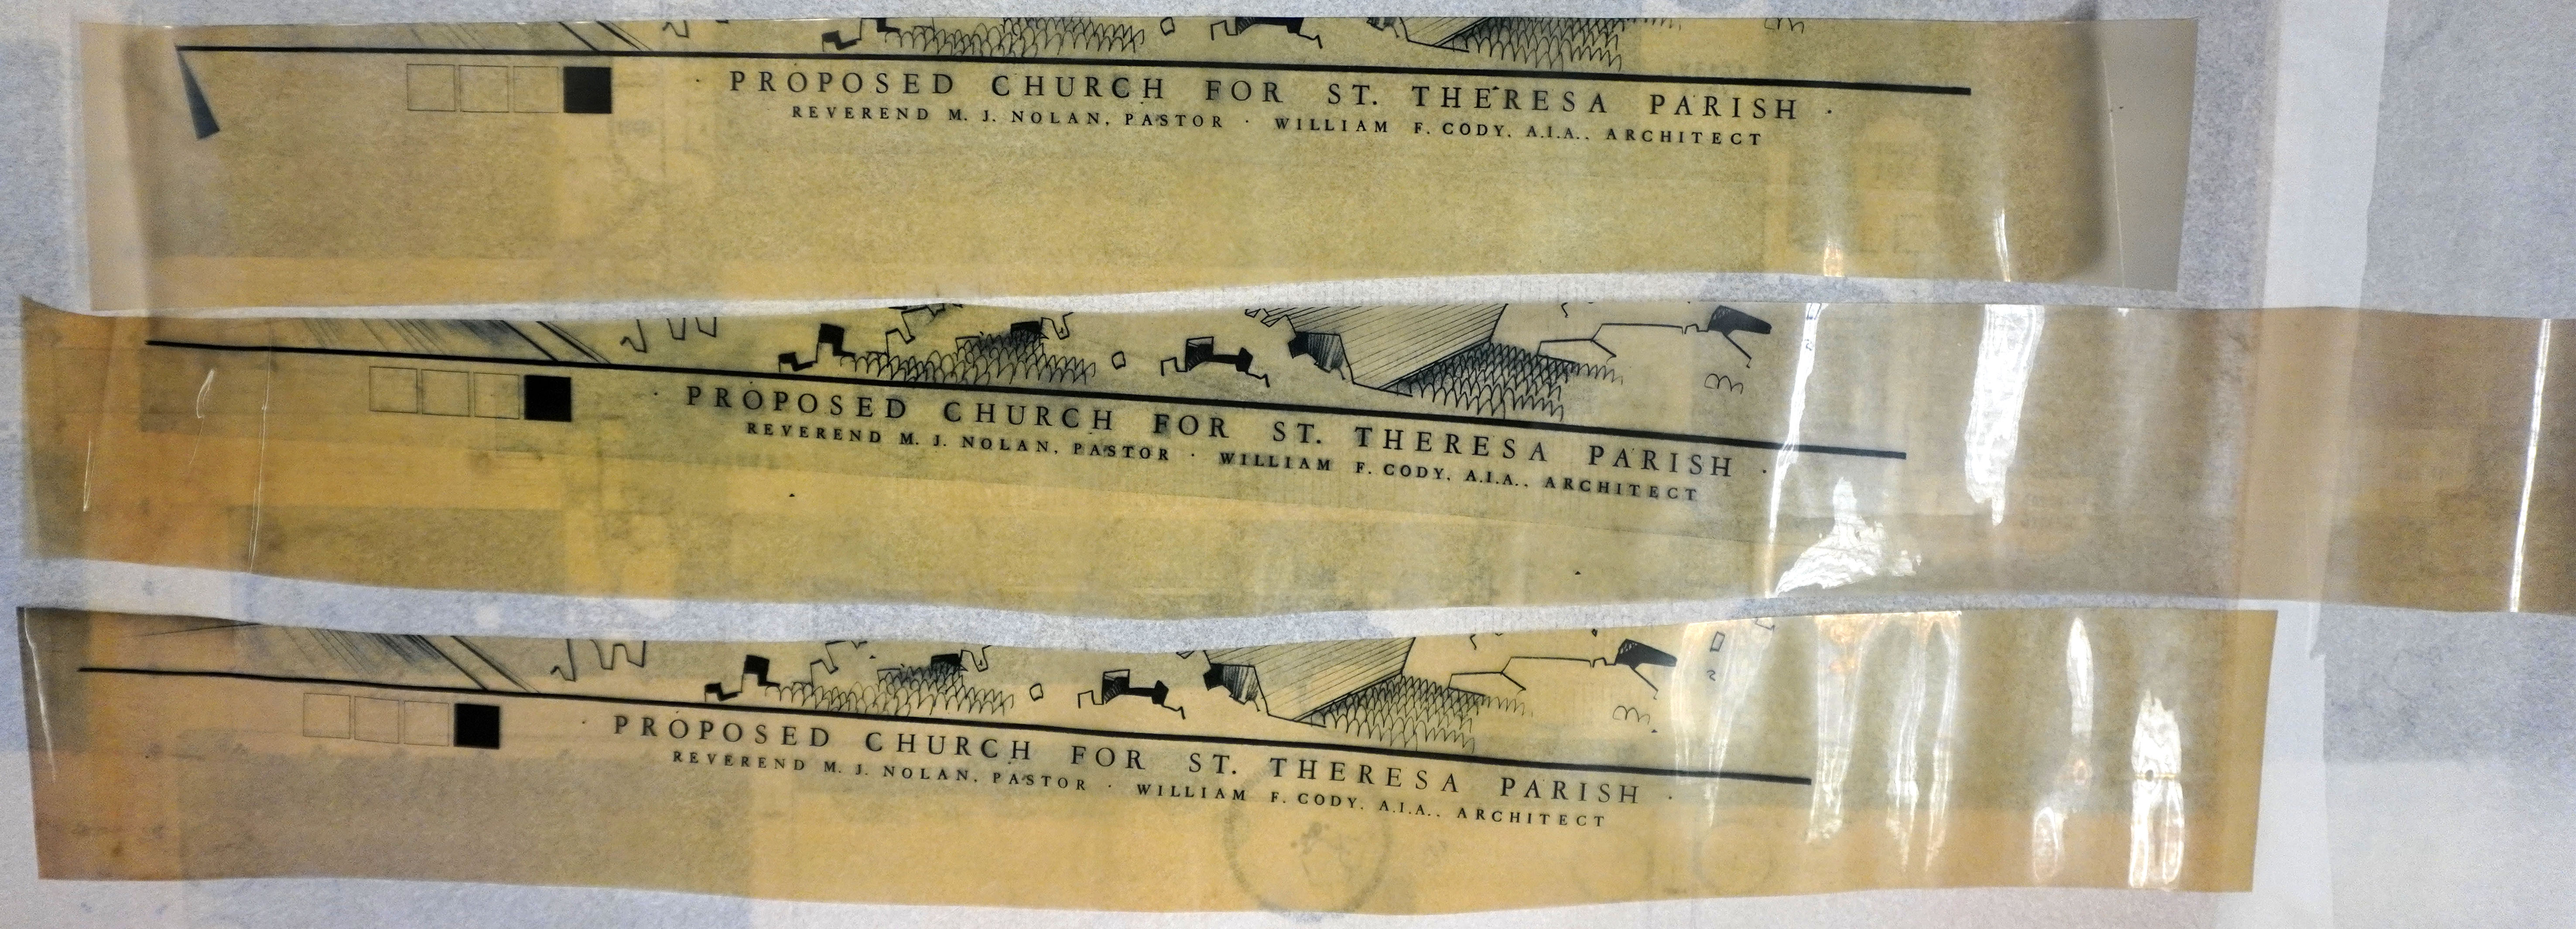 · PROPOSED CHURCH FOR ST. THERESA PARISH ·
REVEREND M. J. NOLAN, PASTOR · WILLIAM F. CODY, A.I.A., ARCHITECT
· PROPOSED CHURCH FOR ST. THERESA PARISH ·
REVEREND M. J. NOLAN, PASTOR · WILLIAM F. CODY, A.I.A., ARCHITECT
· PROPOSED CHURCH FOR ST. THERESA PARISH ·
REVEREND M. J. NOLAN, PASTOR · WILLIAM F. CODY, A.I.A., ARCHITECT